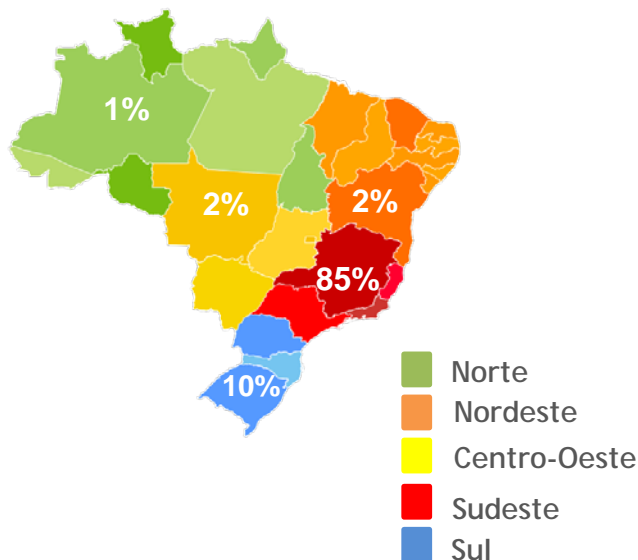 1%
2%
2%
85%
10%
Norte
Nordeste
Centro-Oeste
Sudeste
Sul